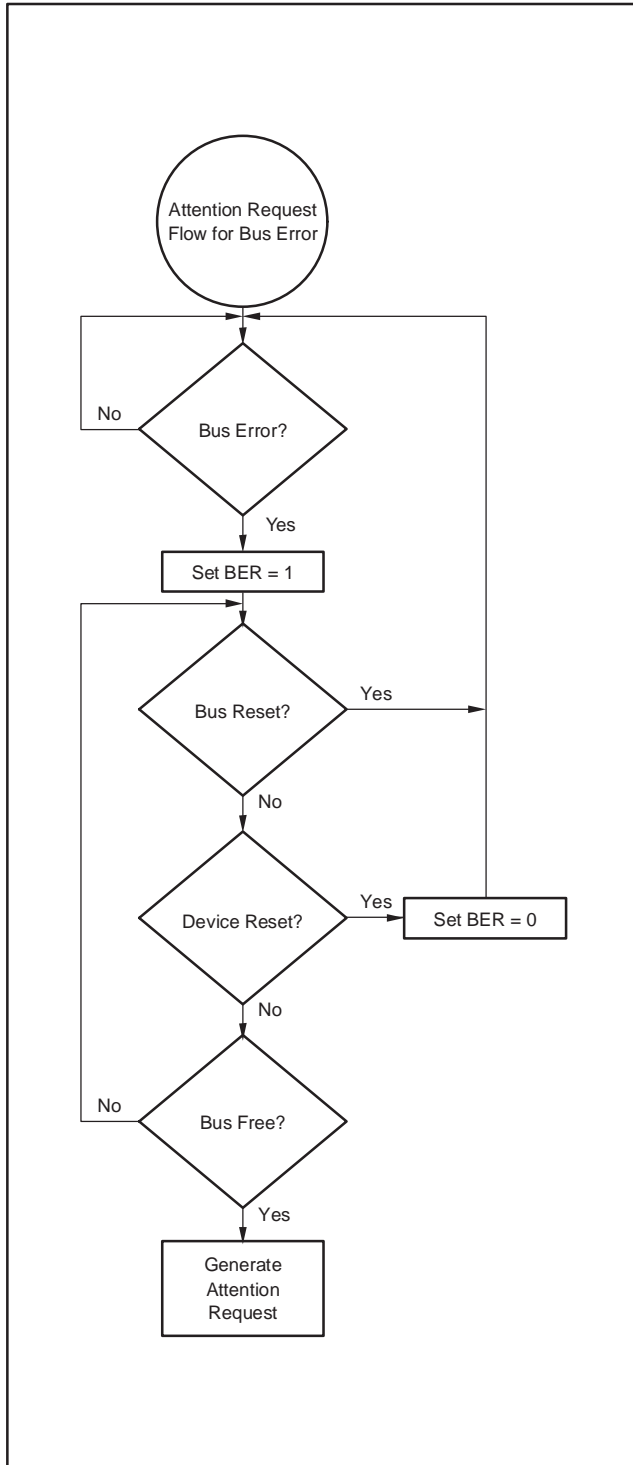 Attention Request
Flow for Bus Error
No
Bus Error?
Yes
Set BER = 1
Bus Reset?
Yes
No
Device Reset?
Yes
Set BER = 0
No
No
Bus Free?
Yes
Generate
Attention
Request